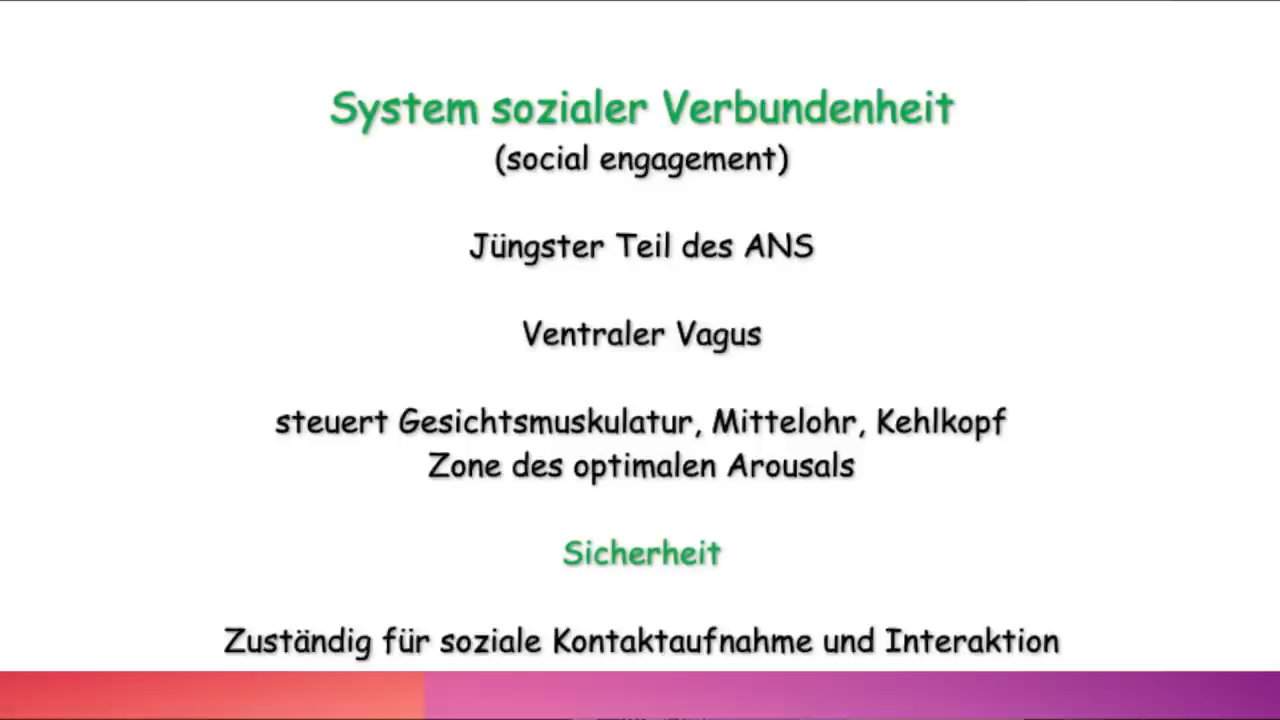 System sozialer Verbundenheit
(social engagement)
Jüngster Teil des ANS
Ventraler Vagus
steuert Gesichtsmuskulatur, Mittelohr, Kehlkopf
Zone des optimalen Arousals
Sicherheit
Zuständig für soziale Kontaktaufnahme und Interaktion